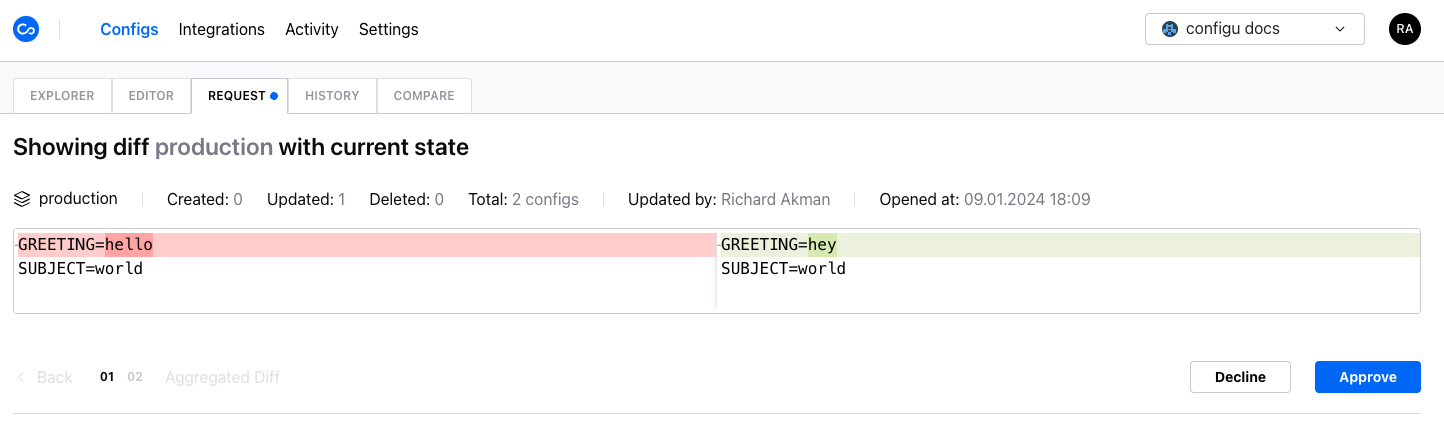 Configs Integrations Activity Settings configu docs RA
EXPLORER EDITOR REQUEST HISTORY COMPARE
Showing diff production with current state
production Created: 0 Updated: 1 Deleted: 0 Total: 2 configs Updated by: Richard Akman Opened at: 09.01.2024 18:09
-GREETING=hello -GREETING=hey
SUBJECT=world SUBJECT=world
Back 01 02 Aggregated Diff Decline Approve